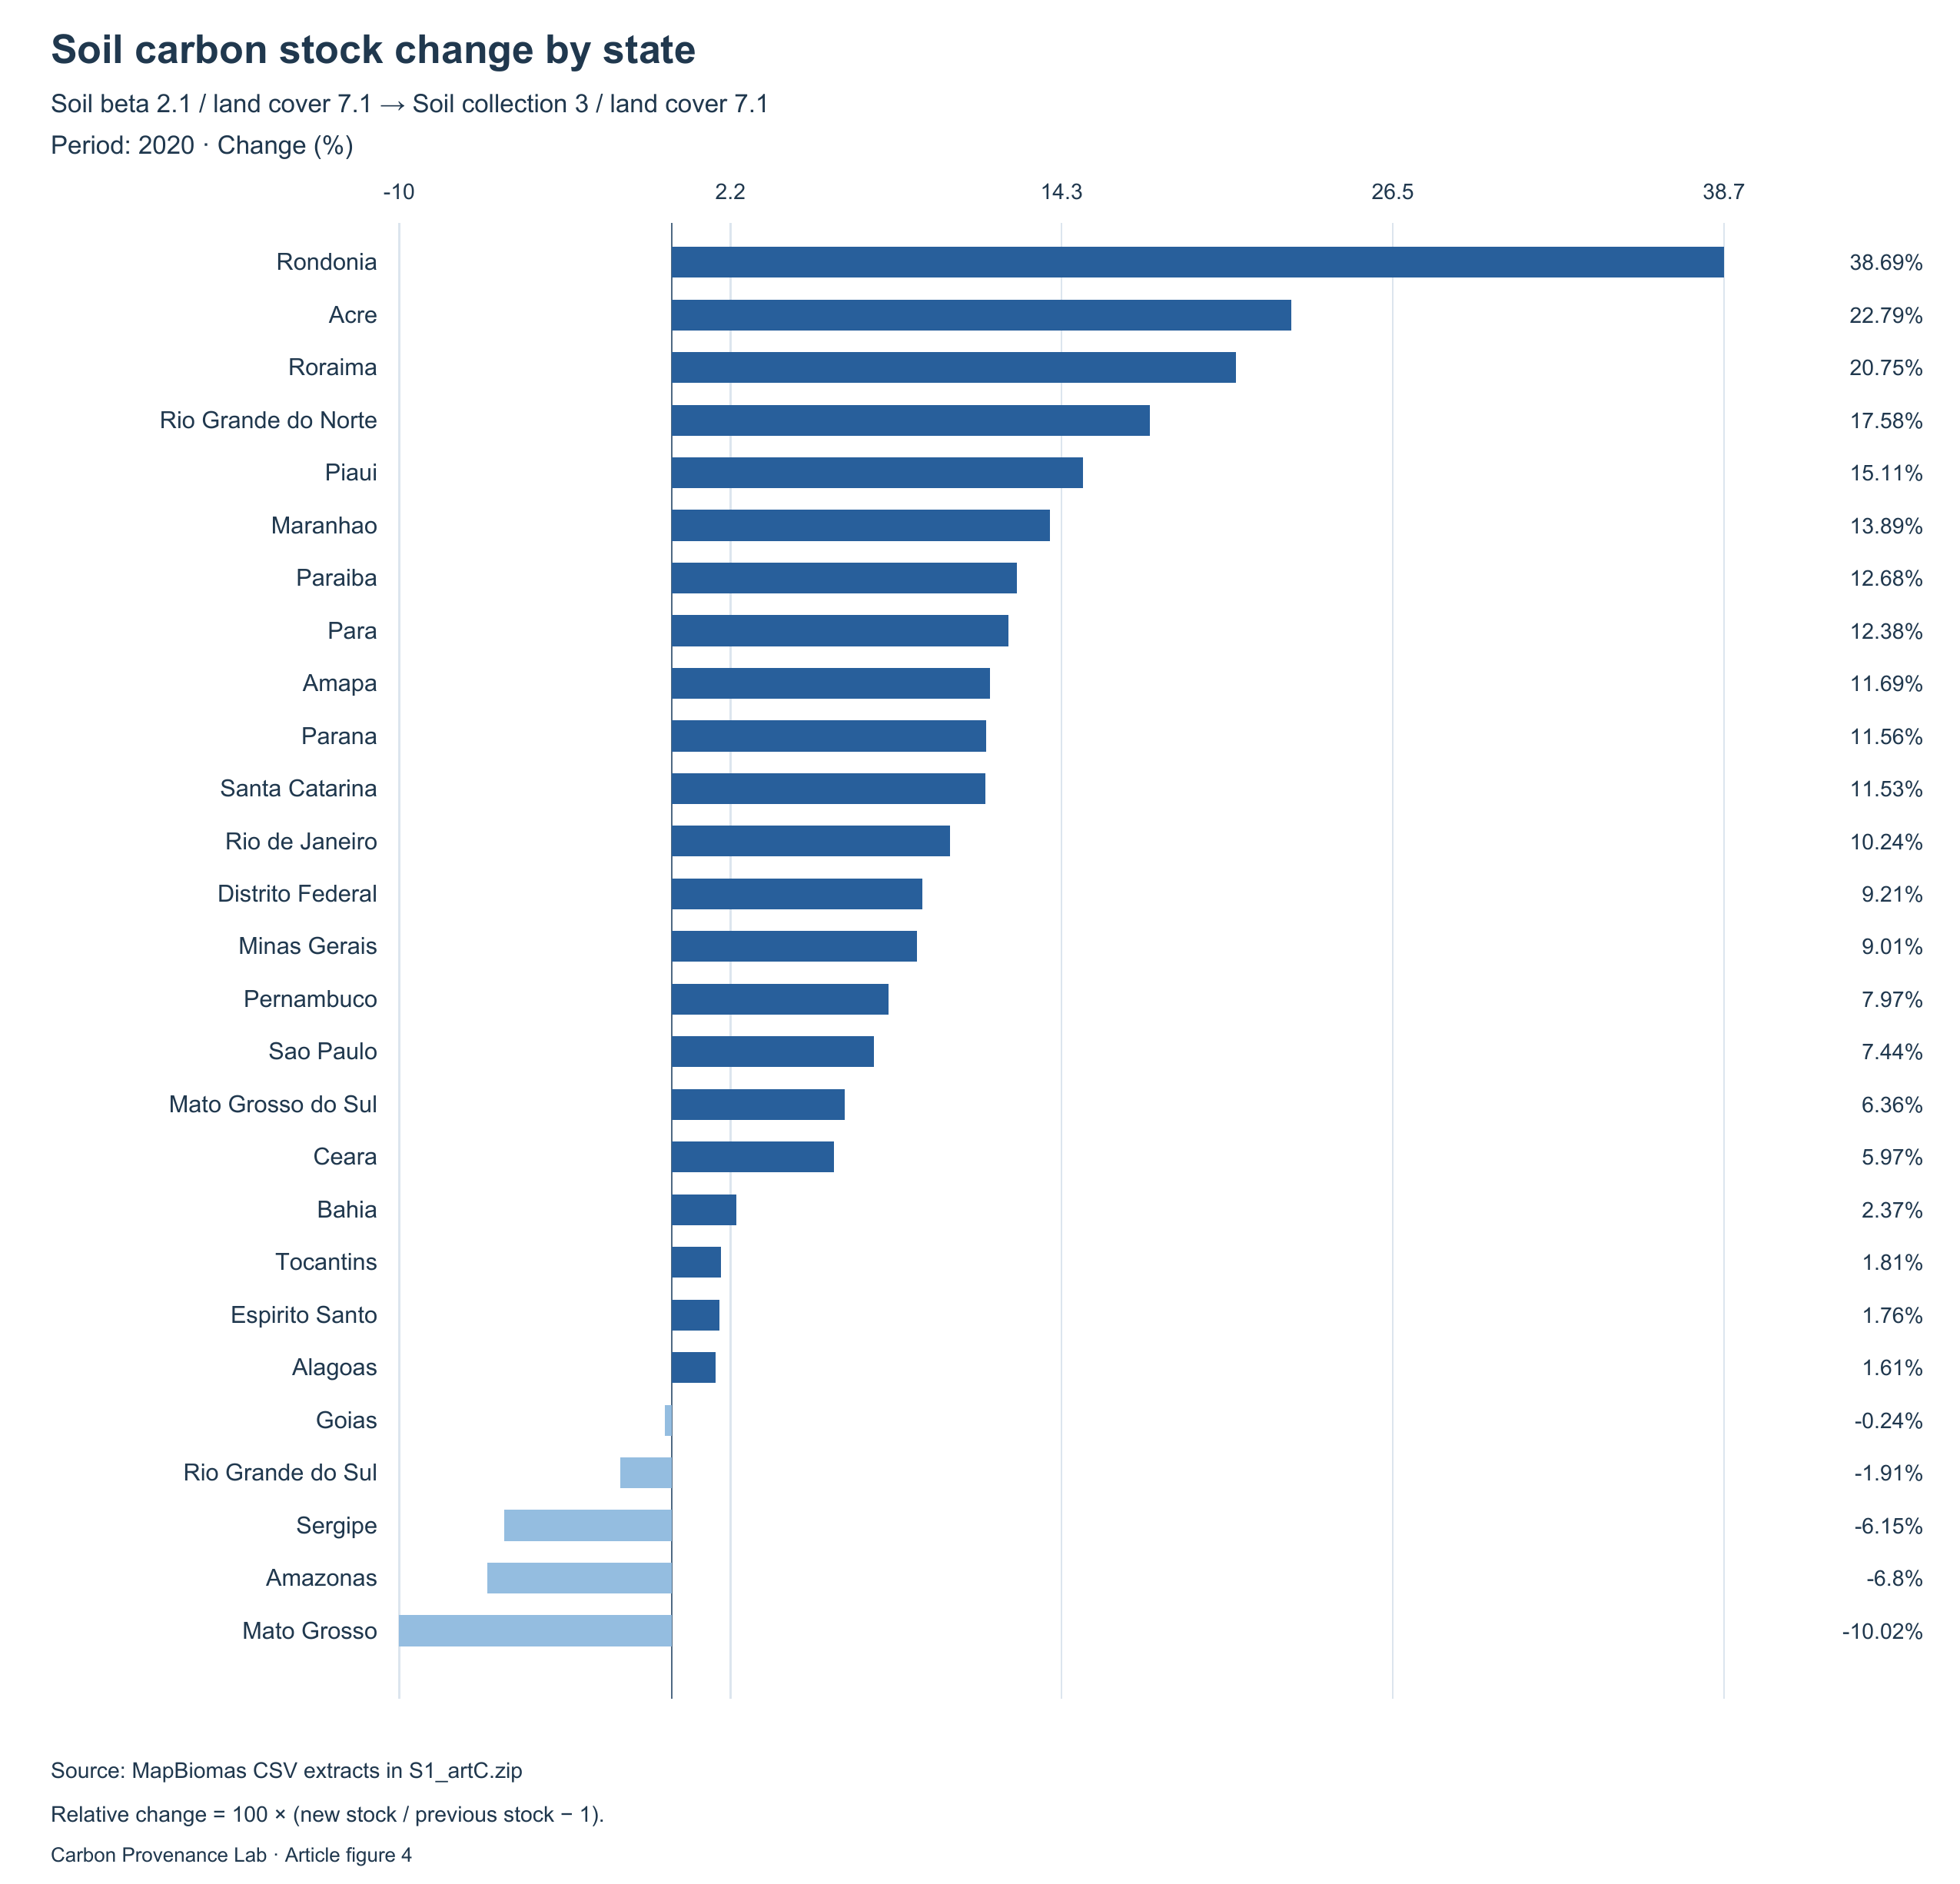 Soil carbon stock change by state
Soil beta 2.1 / land cover 7.1 → Soil collection 3 / land cover 7.1
Period: 2020 · Change (%)
-10 2.2 14.3 26.5 38.7
Rondonia 38.69%
Acre 22.79%
Roraima 20.75%
Rio Grande do Norte 17.58%
Piaui 15.11%
Maranhao 13.89%
Paraiba 12.68%
Para 12.38%
Amapa 11.69%
Parana 11.56%
Santa Catarina 11.53%
Rio de Janeiro 10.24%
Distrito Federal 9.21%
Minas Gerais 9.01%
Pernambuco 7.97%
Sao Paulo 7.44%
Mato Grosso do Sul 6.36%
Ceara 5.97%
Bahia 2.37%
Tocantins 1.81%
Espirito Santo 1.76%
Alagoas 1.61%
Goias -0.24%
Rio Grande do Sul -1.91%
Sergipe -6.15%
Amazonas -6.8%
Mato Grosso -10.02%
Source: MapBiomas CSV extracts in S1_artC.zip
Relative change = 100 × (new stock / previous stock − 1).
Carbon Provenance Lab · Article figure 4